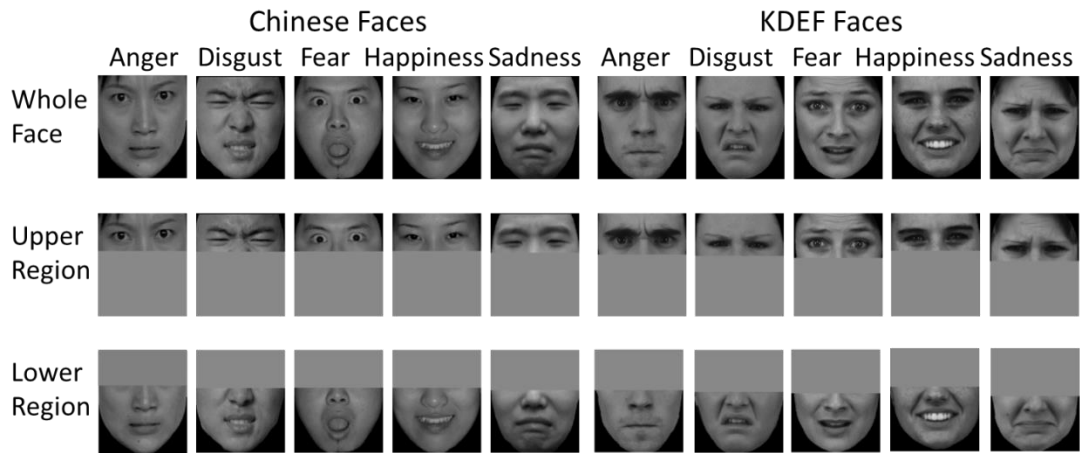 Chinese Faces KDEF Faces
Anger Disgust Fear Happiness Sadness Anger Disgust Fear Happiness Sadness
Whole
Face
Upper
Region
Lower
Region